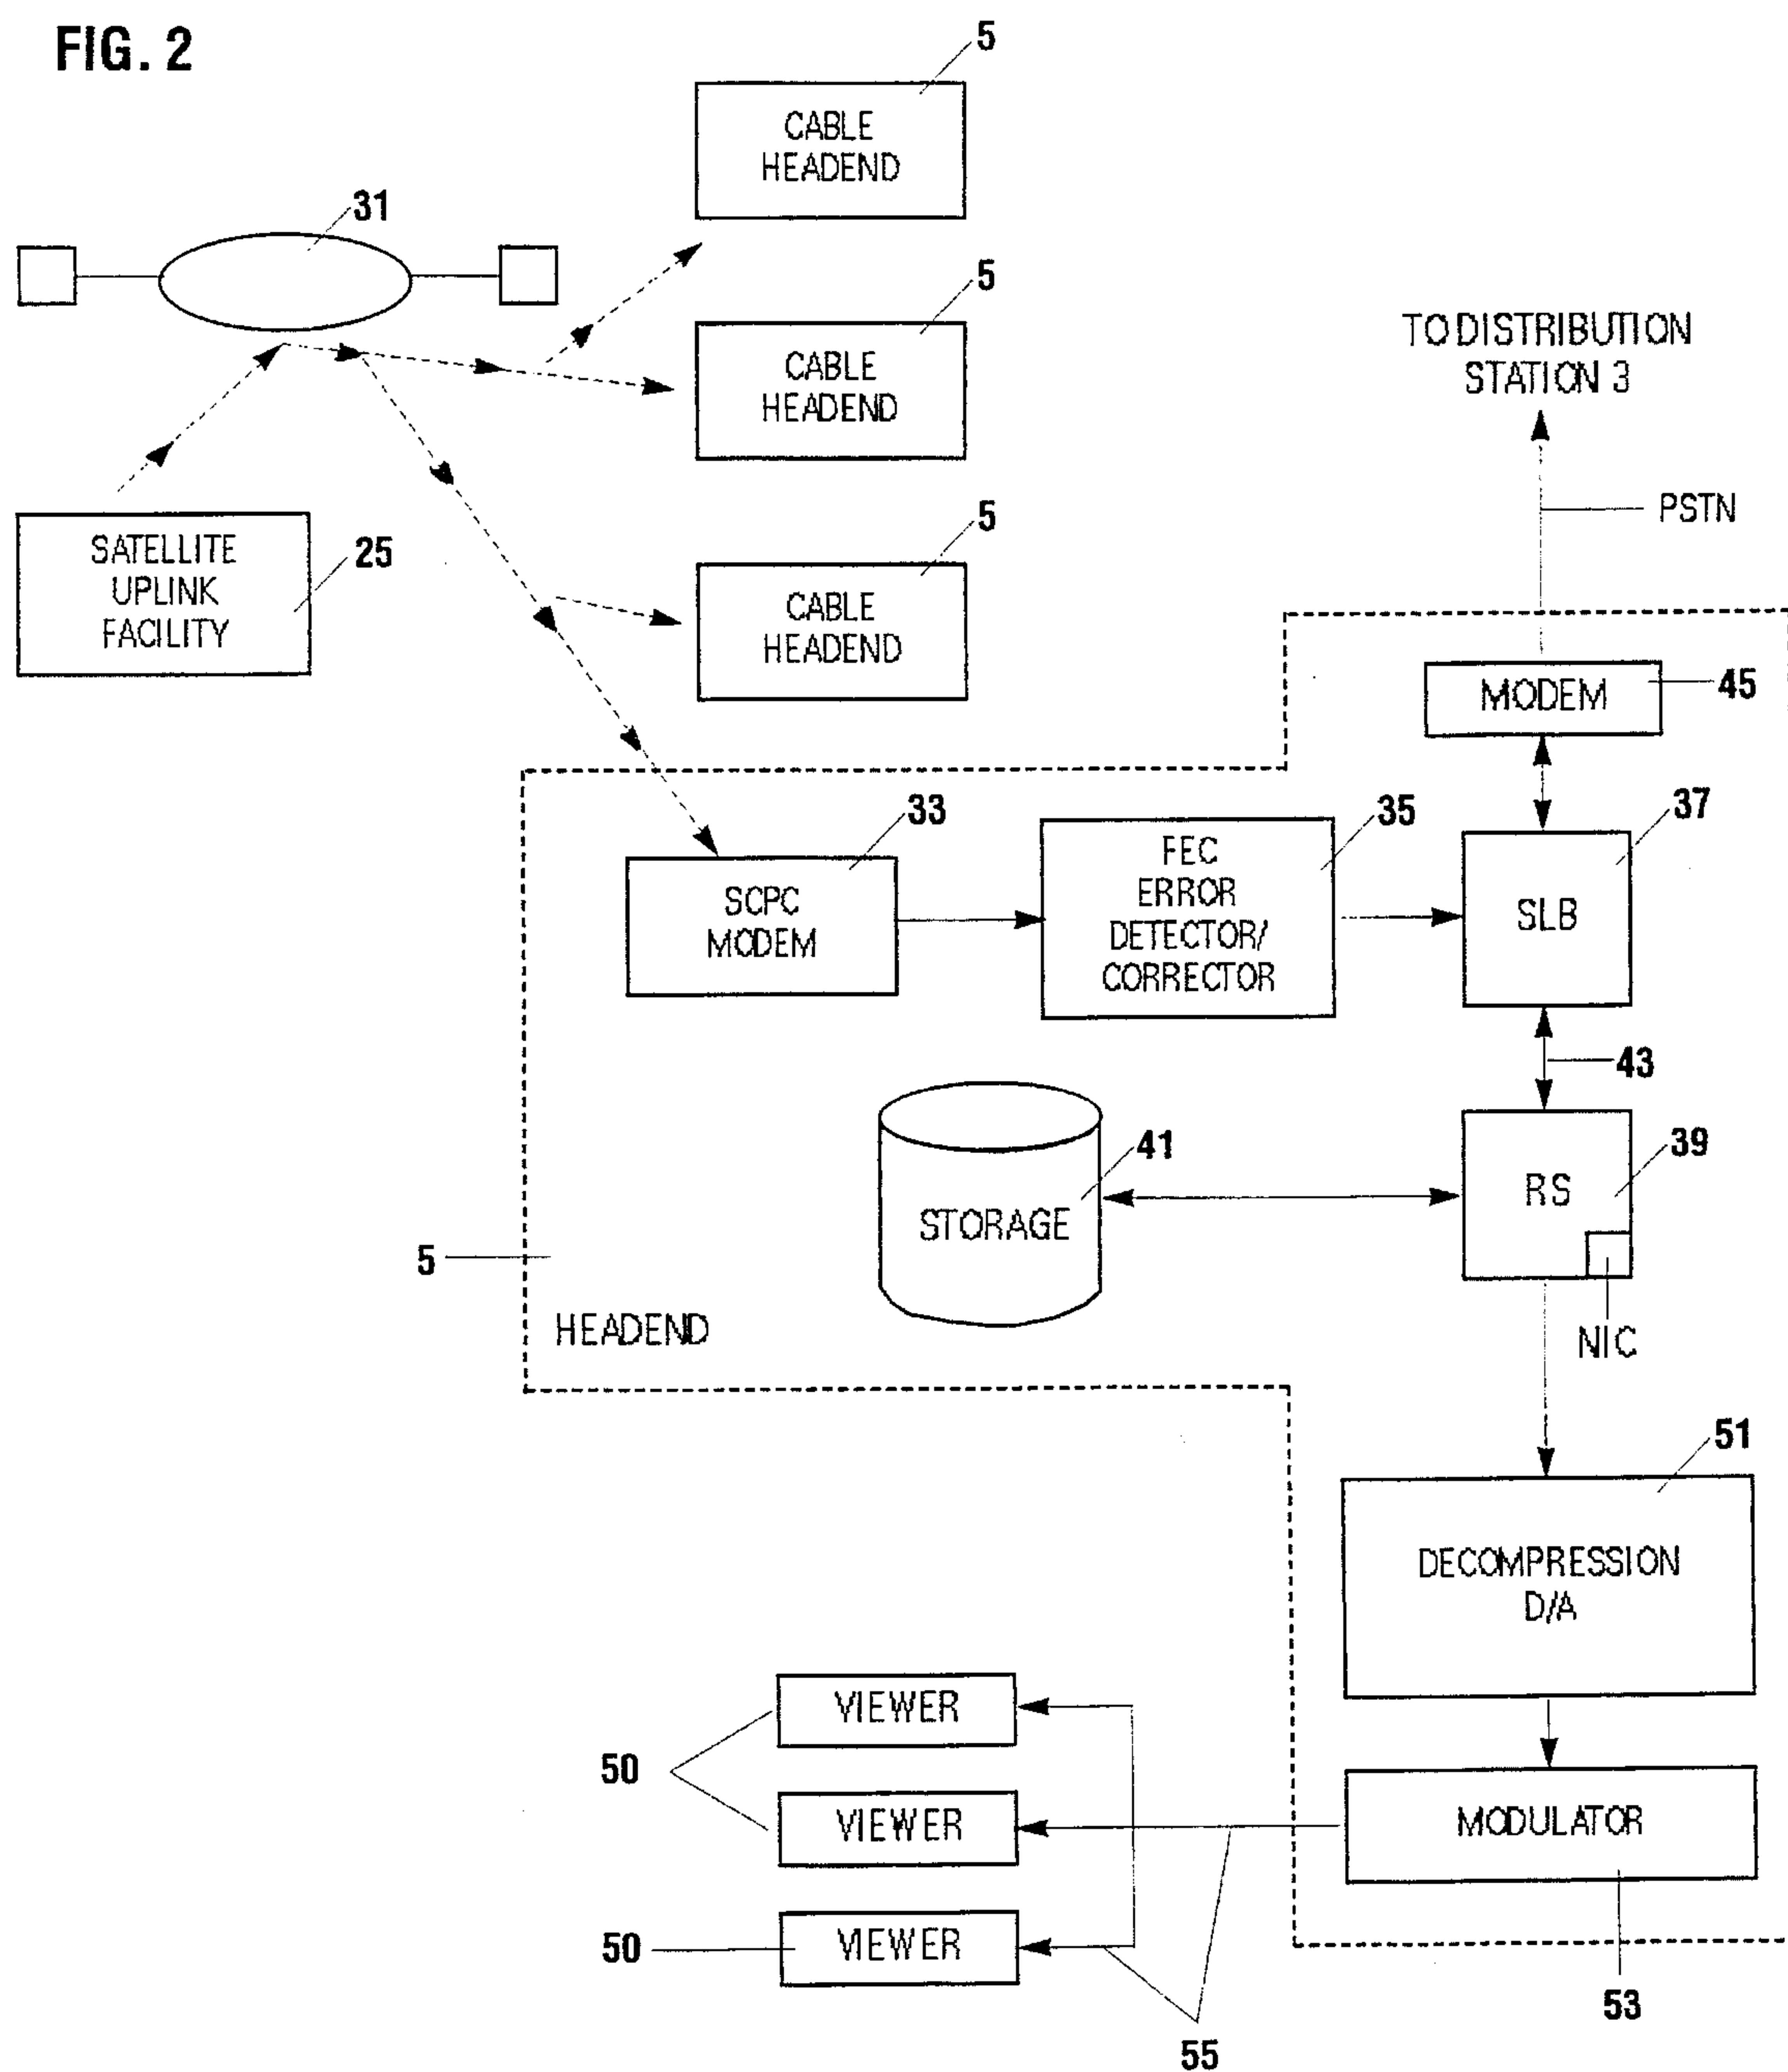 FIG. 2
5
CABLE
HEADEND
31
5
CABLE
HEADEND
TO DISTRIBUTION
STATION 3
PSTN
SATELLITE
UPLINK
FACILITY
25
5
CABLE
HEADEND
MODEM
45
33
SCPC
MODEM
35
FEC
ERROR
DETECTOR/
CORRECTOR
37
SLB
43
41
STORAGE
39
RS
NIC
5
HEADEND
51
DECOMPRESSION
D/A
VIEWER
50
VIEWER
MODULATOR
50
VIEWER
53
55